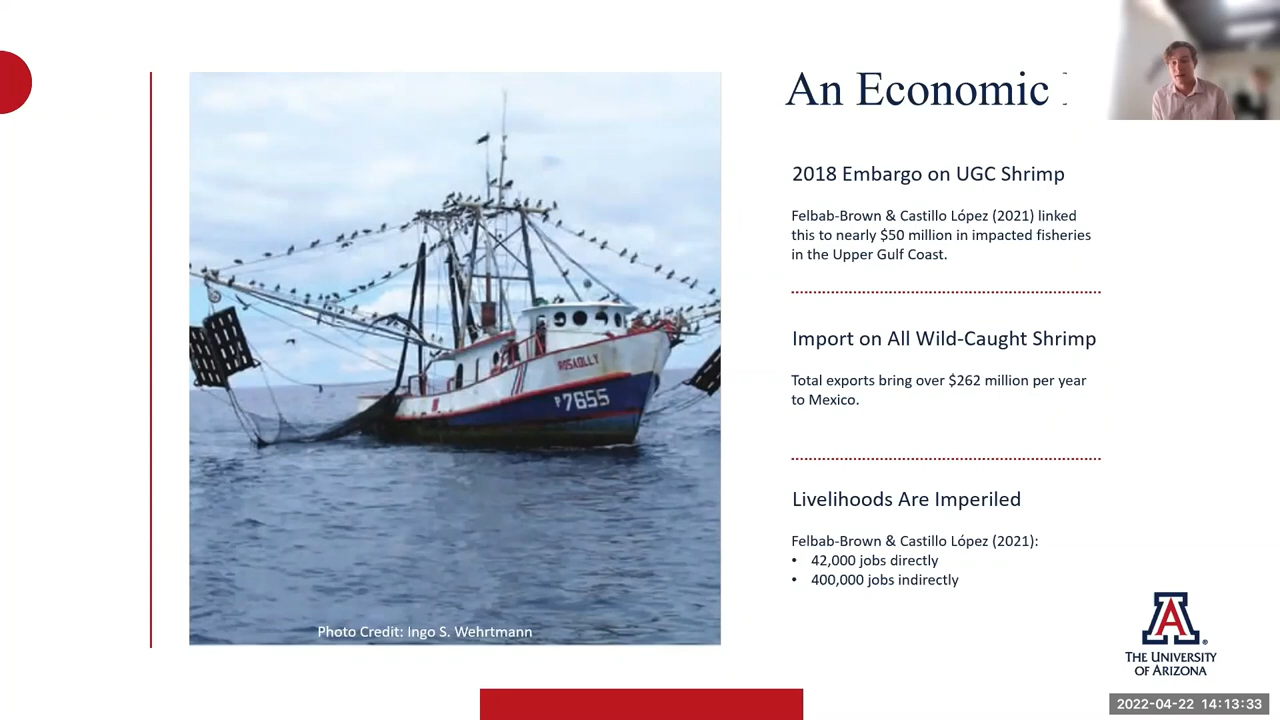 An Economic
2018 Embargo on UGC Shrimp
Felbab-Brown & Castillo López (2021) linked
this to nearly $50 million in impacted fisheries
in the Upper Gulf Coast.
Import on All Wild-Caught Shrimp
Total exports bring over $262 million per year
to Mexico.
Livelihoods Are Imperiled
Felbab-Brown & Castillo López (2021):
• 42,000 jobs directly
• 400,000 jobs indirectly
ROSAOLLY
P7655
Photo Credit: Ingo S. Wehrtmann
A
THE UNIVERSITY
OF ARIZONA
2022-04-22 14:13:33